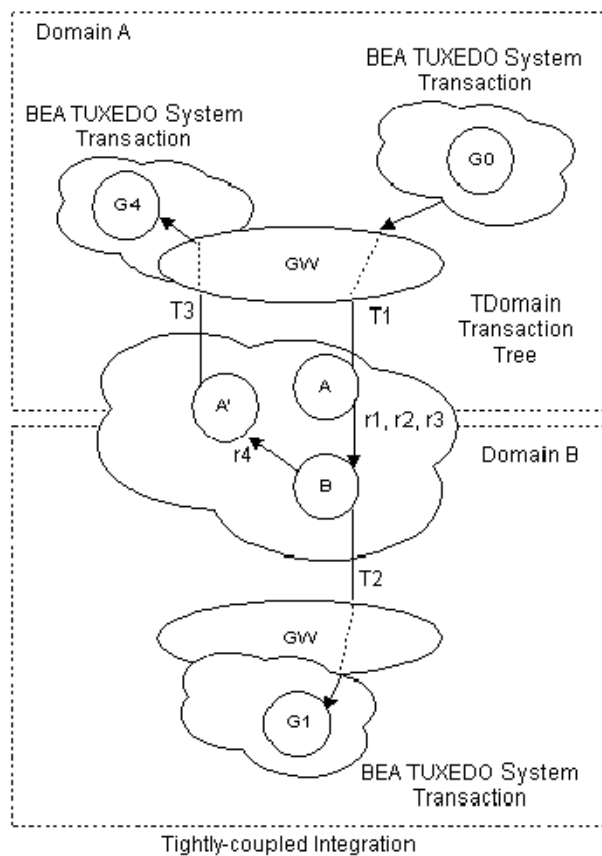 Domain A
BEA TUXEDO System
Transaction
BEA TUXEDO System
Transaction
G0
G4
GW
T3
T1
TDomain
Transaction
Tree
A
A'
r1, r2, r3
r4
B
Domain B
T2
GW
G1
BEA TUXEDO System
Transaction
Tightly-coupled Integration